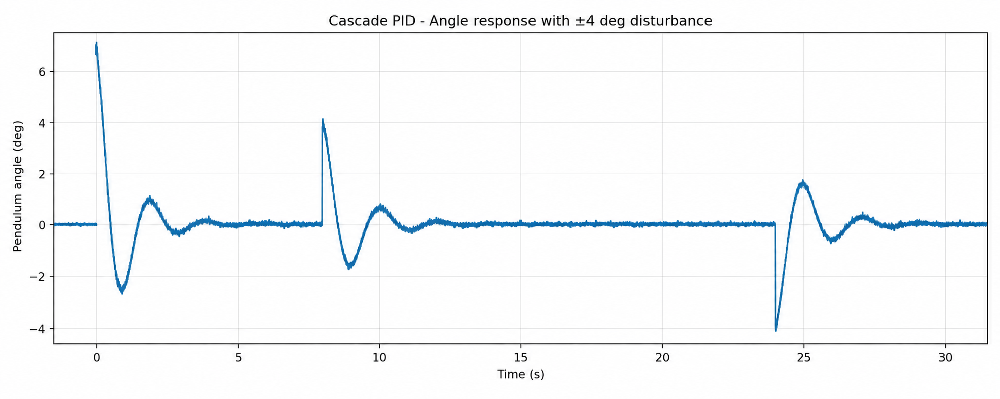 Cascade PID - Angle response with ±4 deg disturbance
Pendulum angle (deg)
6
4
2
0
−2
−4
0 5 10 15 20 25 30
Time (s)